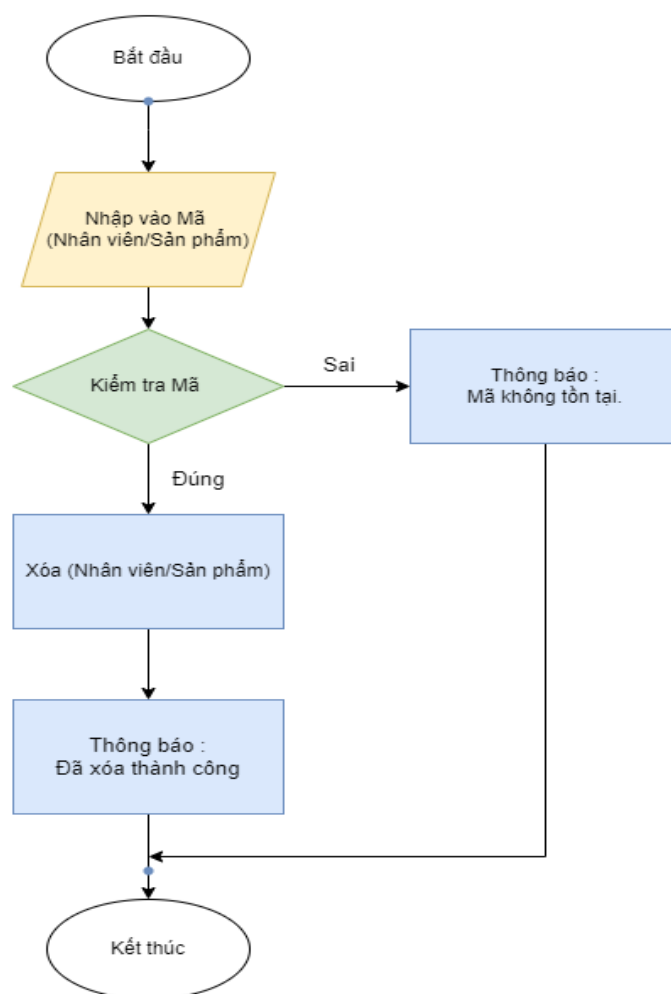 Bắt đầu
Nhập vào Mã
(Nhân viên/Sản phẩm)
Kiểm tra Mã
Sai
Thông báo :
Mã không tồn tại.
Đúng
Xóa (Nhân viên/Sản phẩm)
Thông báo :
Đã xóa thành công
Kết thúc